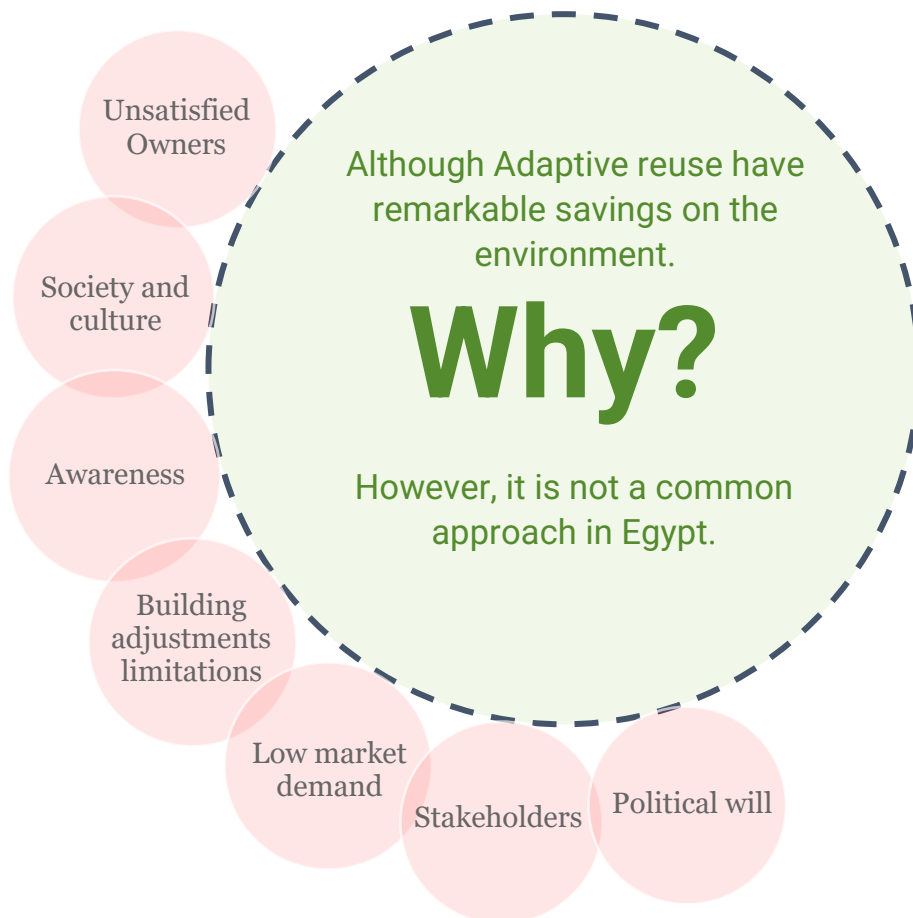 Unsatisfied
Owners
Society and
culture
Awareness
Building
adjustments
limitations
Low market
demand
Stakeholders
Political will
Although Adaptive reuse have
remarkable savings on the
environment.
Why?
However, it is not a common
approach in Egypt.